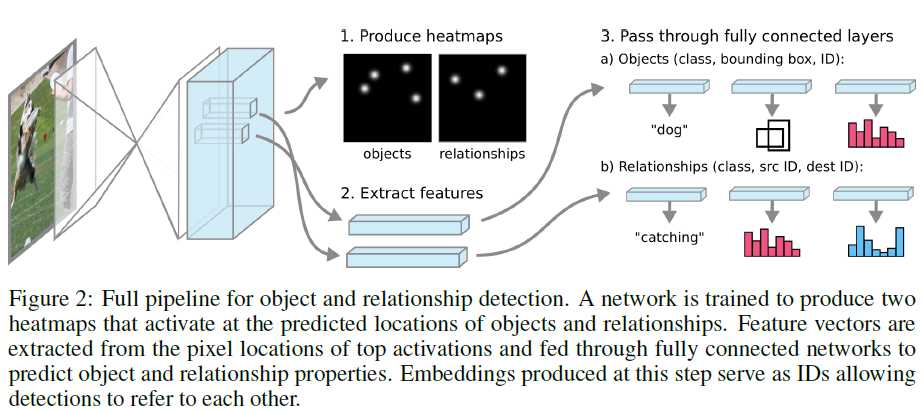 1. Produce heatmaps
objects
relationships
2. Extract features
3. Pass through fully connected layers
a) Objects (class, bounding box, ID):
"dog"
b) Relationships (class, src ID, dest ID):
"catching"
Figure 2: Full pipeline for object and relationship detection. A network is trained to produce two
heatmaps that activate at the predicted locations of objects and relationships. Feature vectors are
extracted from the pixel locations of top activations and fed through fully connected networks to
predict object and relationship properties. Embeddings produced at this step serve as IDs allowing
detections to refer to each other.